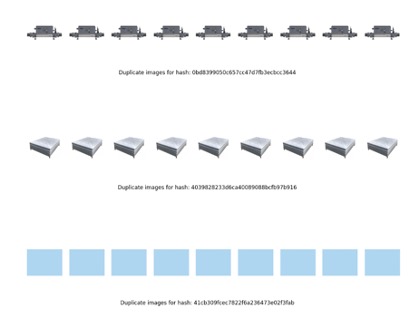 Duplicate images for hash: 0bd8399050c657cc47d7fb3ecbcc3644
Duplicate images for hash: 4039828233d6ca40089088bcfb97b916
Duplicate images for hash: 41cb309fcec7822f6a236473e02f3fab